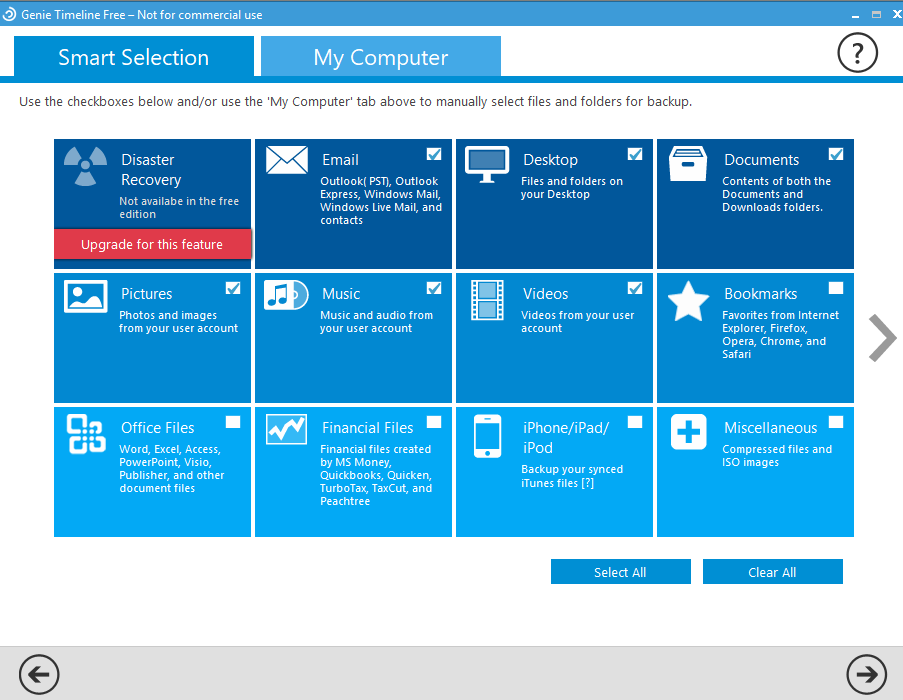 Genie Timeline Free – Not for commercial use
Smart Selection
My Computer
?
Use the checkboxes below and/or use the 'My Computer' tab above to manually select files and folders for backup.
Disaster
Recovery
Not availabe in the free
edition
Upgrade for this feature
Email
Outlook( PST), Outlook
Express, Windows Mail,
Windows Live Mail, and
contacts
Desktop
Files and folders on
your Desktop
Documents
Contents of both the
Documents and
Downloads folders.
Pictures
Photos and images
from your user account
Music
Music and audio from
your user account
Videos
Videos from your user
account
Bookmarks
Favorites from Internet
Explorer, Firefox,
Opera, Chrome, and
Safari
Office Files
Word, Excel, Access,
PowerPoint, Visio,
Publisher, and other
document files
Financial Files
Financial files created
by MS Money,
Quickbooks, Quicken,
TurboTax, TaxCut, and
Peachtree
iPhone/iPad/
iPod
Backup your synced
iTunes files [?]
Miscellaneous
Compressed files and
ISO images
Select All
Clear All